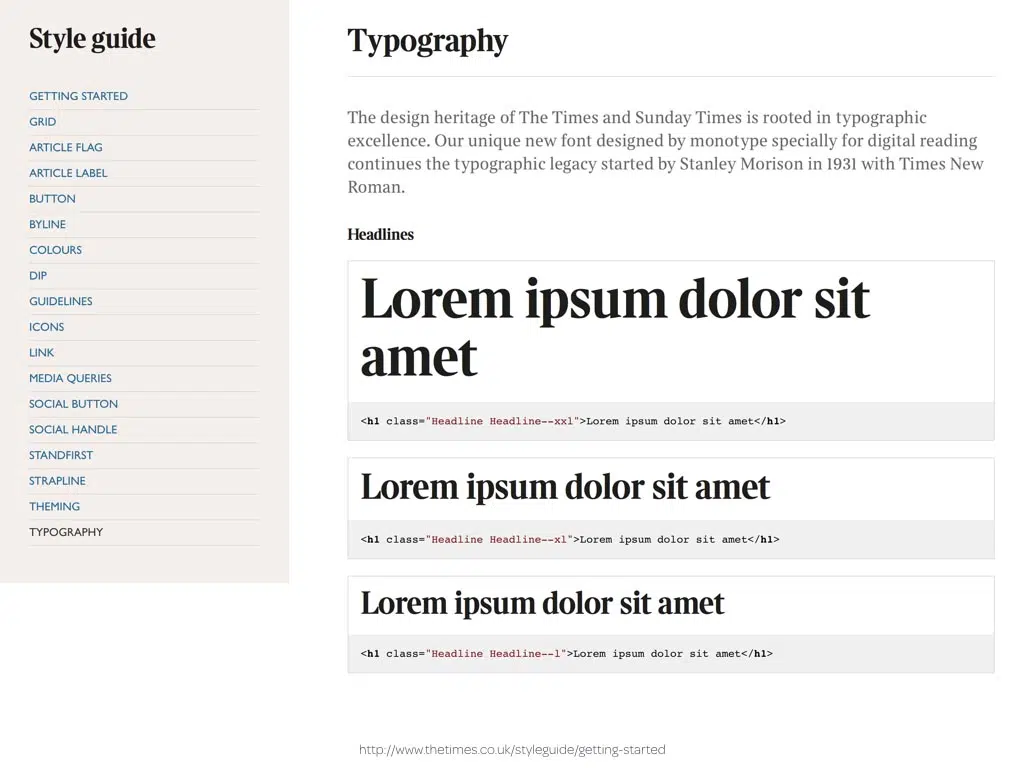 Style guide
GETTING STARTED
GRID
ARTICLE FLAG
ARTICLE LABEL
BUTTON
BYLINE
COLOURS
DIP
GUIDELINES
ICONS
LINK
MEDIA QUERIES
SOCIAL BUTTON
SOCIAL HANDLE
STANDFIRST
STRAPLINE
THEMING
TYPOGRAPHY
Typography
The design heritage of The Times and Sunday Times is rooted in typographic
excellence. Our unique new font designed by monotype specially for digital reading
continues the typographic legacy started by Stanley Morison in 1931 with Times New
Roman.
Headlines
Lorem ipsum dolor sit
amet
<h1 class="Headline Headline--xxl">Lorem ipsum dolor sit amet</h1>
Lorem ipsum dolor sit amet
<h1 class="Headline Headline--xl">Lorem ipsum dolor sit amet</h1>
Lorem ipsum dolor sit amet
<h1 class="Headline Headline--l">Lorem ipsum dolor sit amet</h1>
http://www.thetimes.co.uk/styleguide/getting-started